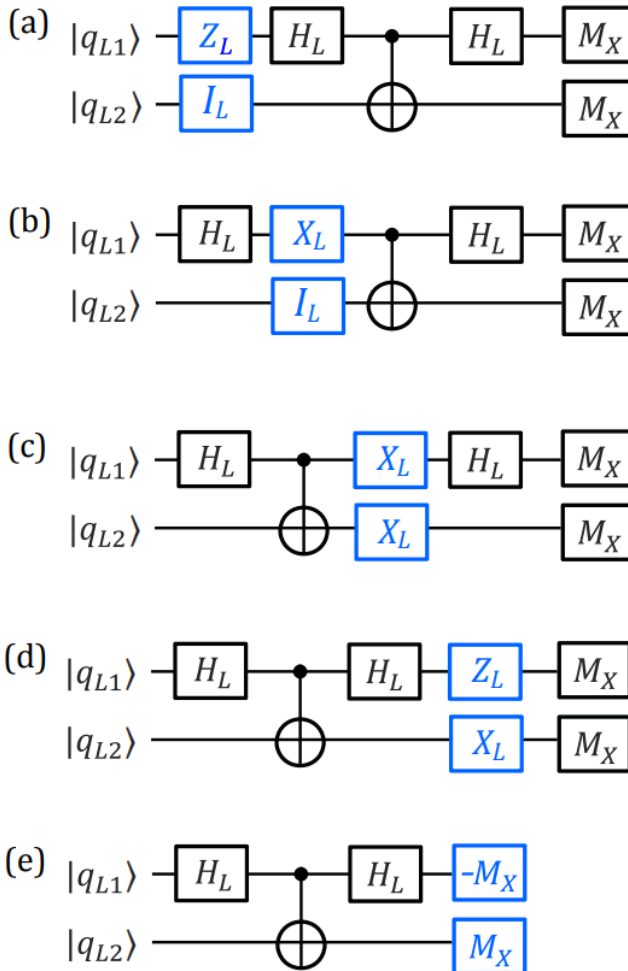 (a) |q_{L1}⟩ Z_L H_L H_L M_X
|q_{L2}⟩ I_L M_X
(b) |q_{L1}⟩ H_L X_L H_L M_X
|q_{L2}⟩ I_L M_X
(c) |q_{L1}⟩ H_L X_L H_L M_X
|q_{L2}⟩ X_L M_X
(d) |q_{L1}⟩ H_L H_L Z_L M_X
|q_{L2}⟩ X_L M_X
(e) |q_{L1}⟩ H_L H_L -M_X
|q_{L2}⟩ M_X